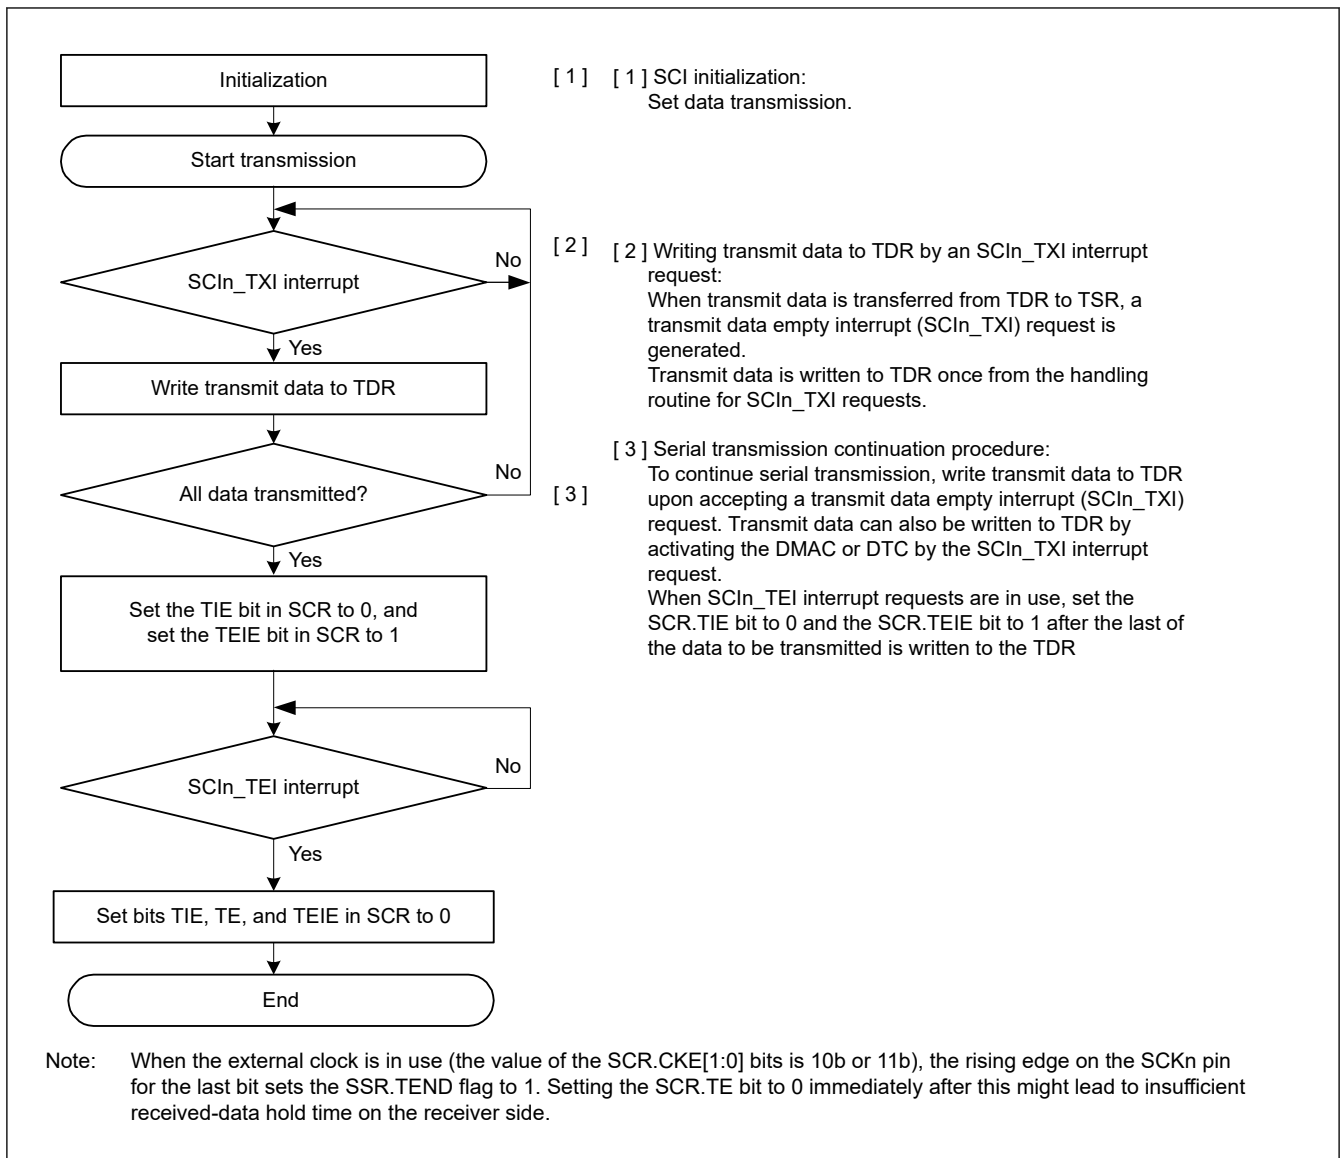 Initialization
[ 1 ]
[ 1 ] SCI initialization:
Set data transmission.
Start transmission
SCIn_TXI interrupt
No
Yes
[ 2 ]
[ 2 ] Writing transmit data to TDR by an SCIn_TXI interrupt
request:
When transmit data is transferred from TDR to TSR, a
transmit data empty interrupt (SCIn_TXI) request is
generated.
Transmit data is written to TDR once from the handling
routine for SCIn_TXI requests.
Write transmit data to TDR
All data transmitted?
No
Yes
[ 3 ]
[ 3 ] Serial transmission continuation procedure:
To continue serial transmission, write transmit data to TDR
upon accepting a transmit data empty interrupt (SCIn_TXI)
request. Transmit data can also be written to TDR by
activating the DMAC or DTC by the SCIn_TXI interrupt
request.
When SCIn_TEI interrupt requests are in use, set the
SCR.TIE bit to 0 and the SCR.TEIE bit to 1 after the last of
the data to be transmitted is written to the TDR
Set the TIE bit in SCR to 0, and
set the TEIE bit in SCR to 1
SCIn_TEI interrupt
No
Yes
Set bits TIE, TE, and TEIE in SCR to 0
End
Note: When the external clock is in use (the value of the SCR.CKE[1:0] bits is 10b or 11b), the rising edge on the SCKn pin
for the last bit sets the SSR.TEND flag to 1. Setting the SCR.TE bit to 0 immediately after this might lead to insufficient
received-data hold time on the receiver side.